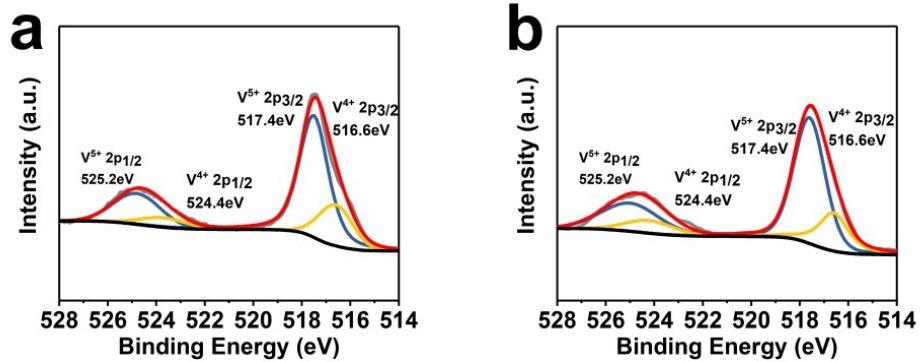 a
Intensity (a.u.)
V⁵⁺ 2p3/2
517.4eV
V⁴⁺ 2p3/2
516.6eV
V⁵⁺ 2p1/2
525.2eV
V⁴⁺ 2p1/2
524.4eV
528 526 524 522 520 518 516 514
Binding Energy (eV)
b
Intensity (a.u.)
V⁵⁺ 2p3/2
517.4eV
V⁴⁺ 2p3/2
516.6eV
V⁵⁺ 2p1/2
525.2eV
V⁴⁺ 2p1/2
524.4eV
528 526 524 522 520 518 516 514
Binding Energy (eV)